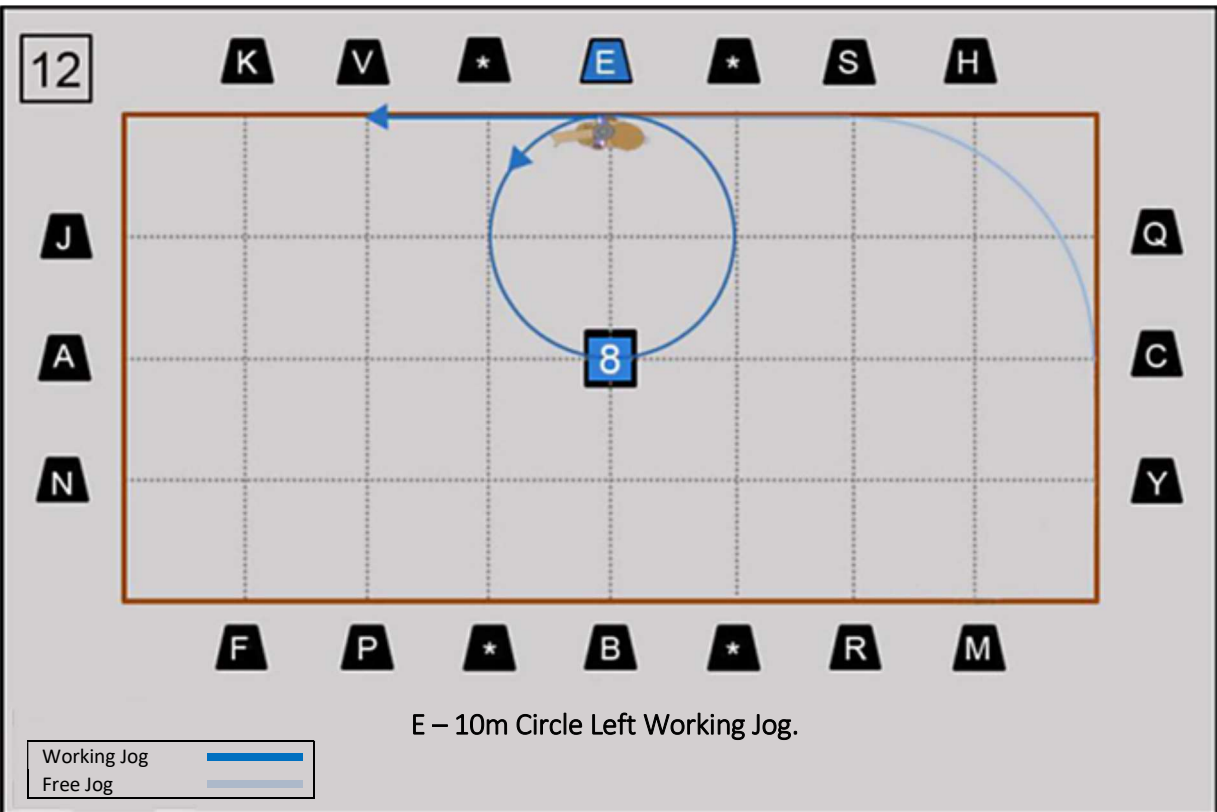 12
K V * E * S H
J Q
A 8 C
N Y
F P * B * R M
E – 10m Circle Left Working Jog.
Working Jog
Free Jog